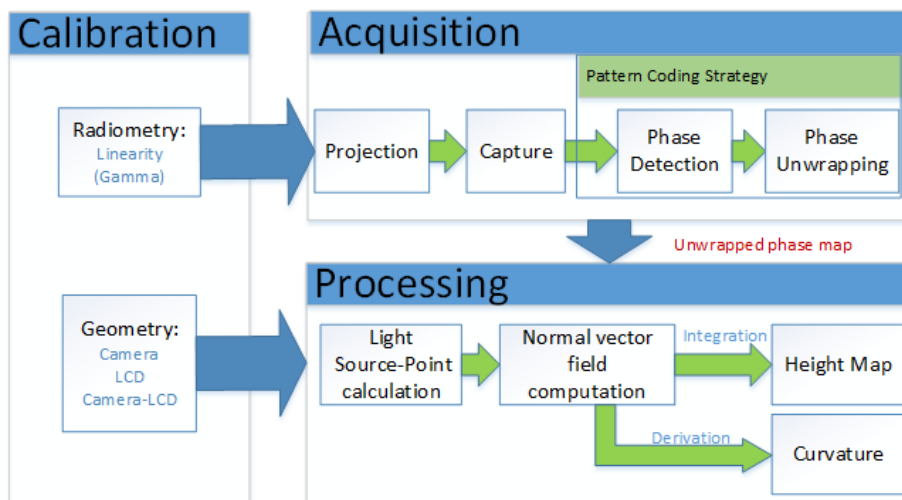 Calibration
Radiometry:
Linearity
(Gamma)
Geometry:
Camera
LCD
Camera-LCD
Acquisition
Pattern Coding Strategy
Projection
Capture
Phase
Detection
Phase
Unwrapping
Unwrapped phase map
Processing
Light
Source-Point
calculation
Normal vector
field
computation
Integration
Height Map
Derivation
Curvature